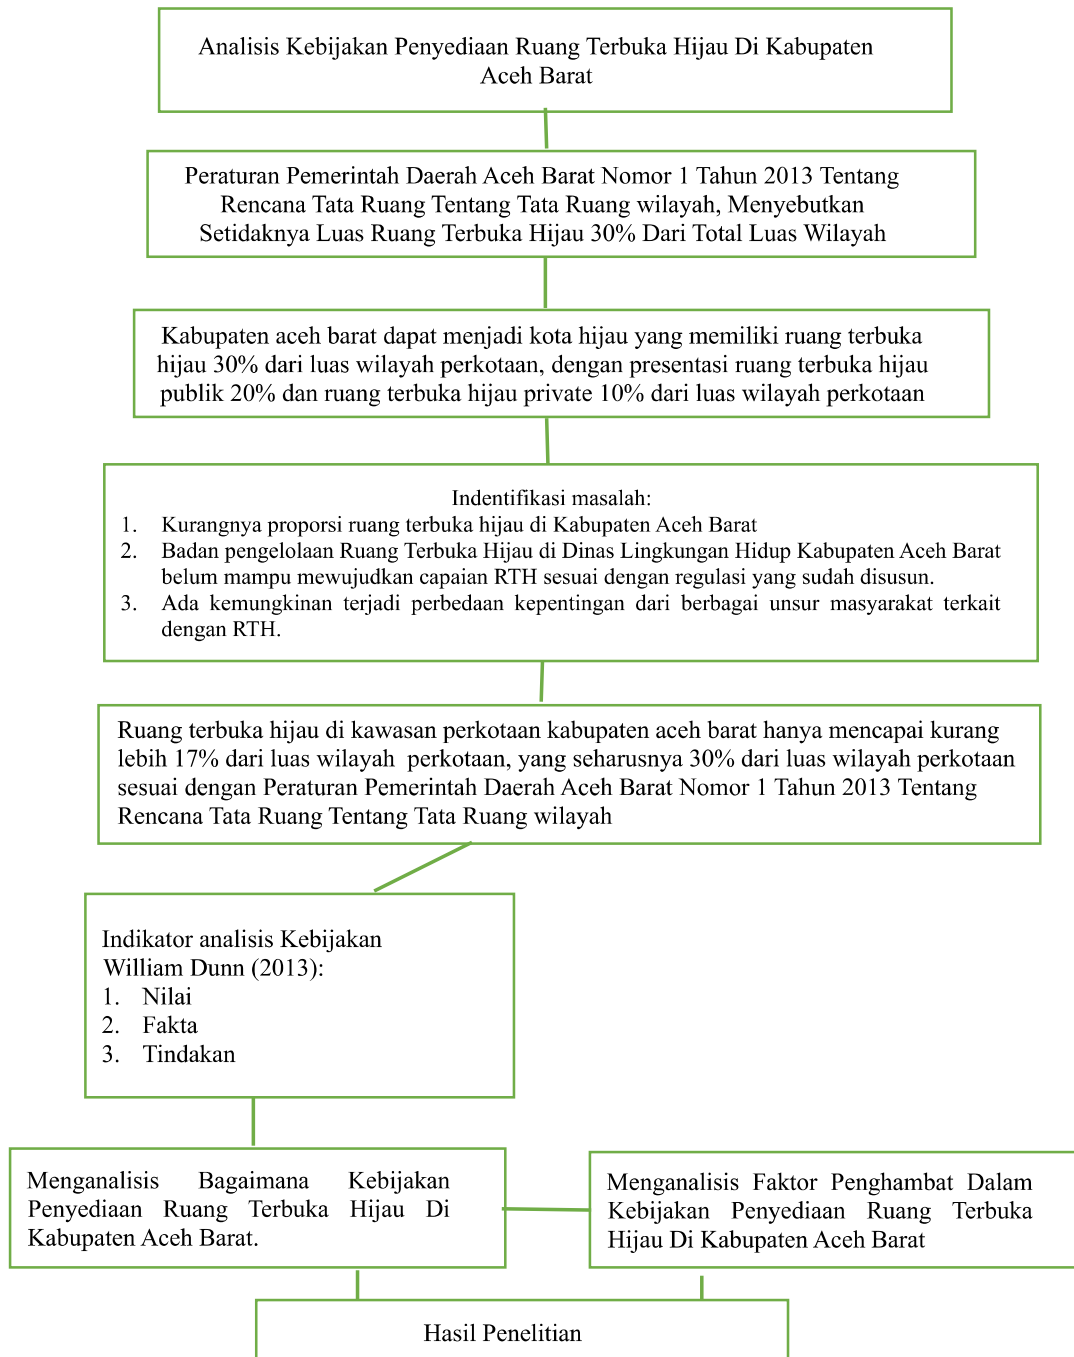 Analisis Kebijakan Penyediaan Ruang Terbuka Hijau Di Kabupaten
Aceh Barat
Peraturan Pemerintah Daerah Aceh Barat Nomor 1 Tahun 2013 Tentang
Rencana Tata Ruang Tentang Tata Ruang wilayah, Menyebutkan
Setidaknya Luas Ruang Terbuka Hijau 30% Dari Total Luas Wilayah
Kabupaten aceh barat dapat menjadi kota hijau yang memiliki ruang terbuka
hijau 30% dari luas wilayah perkotaan, dengan presentasi ruang terbuka hijau
publik 20% dan ruang terbuka hijau private 10% dari luas wilayah perkotaan
Indentifikasi masalah:
1. Kurangnya proporsi ruang terbuka hijau di Kabupaten Aceh Barat
2. Badan pengelolaan Ruang Terbuka Hijau di Dinas Lingkungan Hidup Kabupaten Aceh Barat
belum mampu mewujudkan capaian RTH sesuai dengan regulasi yang sudah disusun.
3. Ada kemungkinan terjadi perbedaan kepentingan dari berbagai unsur masyarakat terkait
dengan RTH.
Ruang terbuka hijau di kawasan perkotaan kabupaten aceh barat hanya mencapai kurang
lebih 17% dari luas wilayah perkotaan, yang seharusnya 30% dari luas wilayah perkotaan
sesuai dengan Peraturan Pemerintah Daerah Aceh Barat Nomor 1 Tahun 2013 Tentang
Rencana Tata Ruang Tentang Tata Ruang wilayah
Indikator analisis Kebijakan
William Dunn (2013):
1. Nilai
2. Fakta
3. Tindakan
Menganalisis Bagaimana Kebijakan
Penyediaan Ruang Terbuka Hijau Di
Kabupaten Aceh Barat.
Menganalisis Faktor Penghambat Dalam
Kebijakan Penyediaan Ruang Terbuka
Hijau Di Kabupaten Aceh Barat
Hasil Penelitian